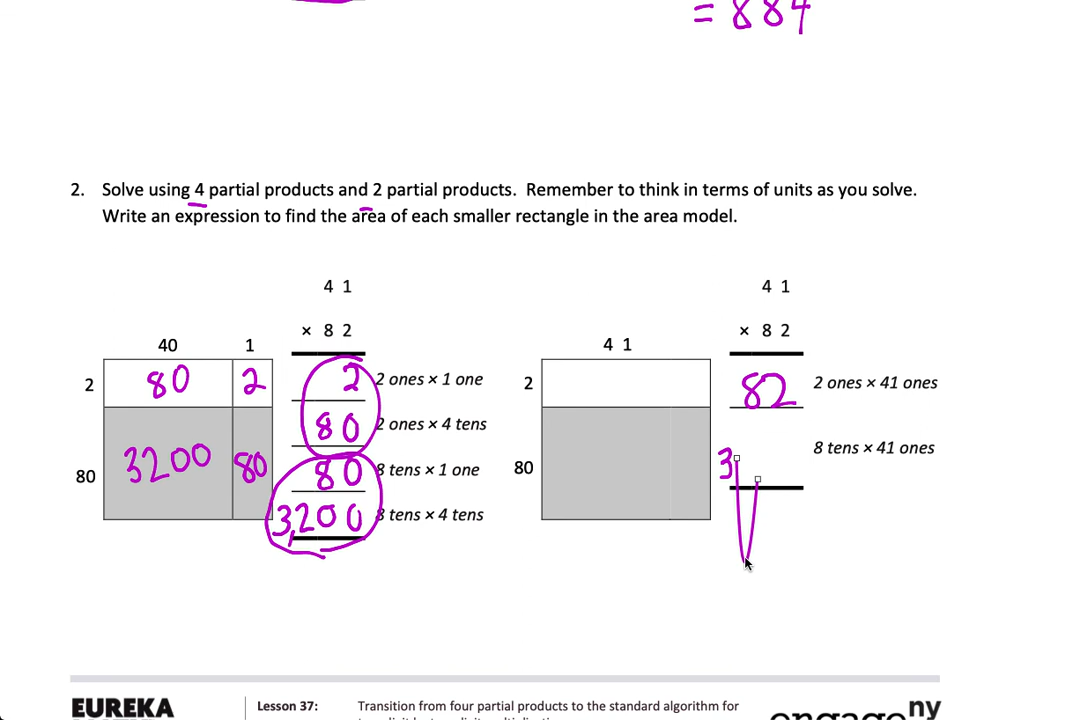 = 884
2. Solve using 4 partial products and 2 partial products. Remember to think in terms of units as you solve.
Write an expression to find the area of each smaller rectangle in the area model.
4 1
× 8 2
40 1
2 80 2
2 2 ones × 1 one
80 2 ones × 4 tens
80 3200 80
80 8 tens × 1 one
3,200 8 tens × 4 tens
4 1
× 8 2
4 1
2
82 2 ones × 41 ones
80
3 8 tens × 41 ones
EUREKA
Lesson 37: Transition from four partial products to the standard algorithm for
engageny